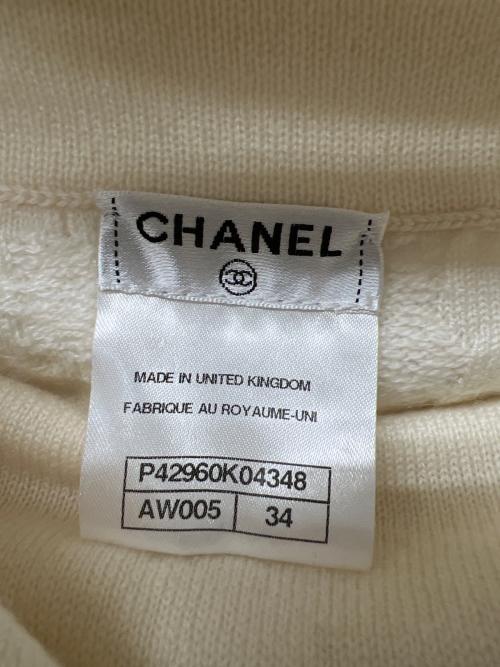 CHANEL
MADE IN UNITED KINGDOM
FABRIQUE AU ROYAUME-UNI
P42960K04348
AW005 34